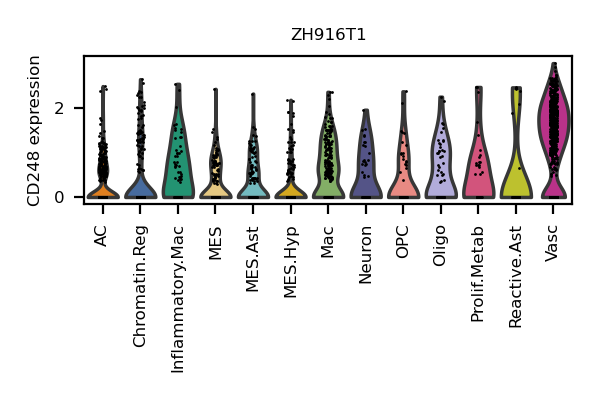 ZH916T1
CD248 expression
2
0
AC
Chromatin.Reg
Inflammatory.Mac
MES
MES.Ast
MES.Hyp
Mac
Neuron
OPC
Oligo
Prolif.Metab
Reactive.Ast
Vasc